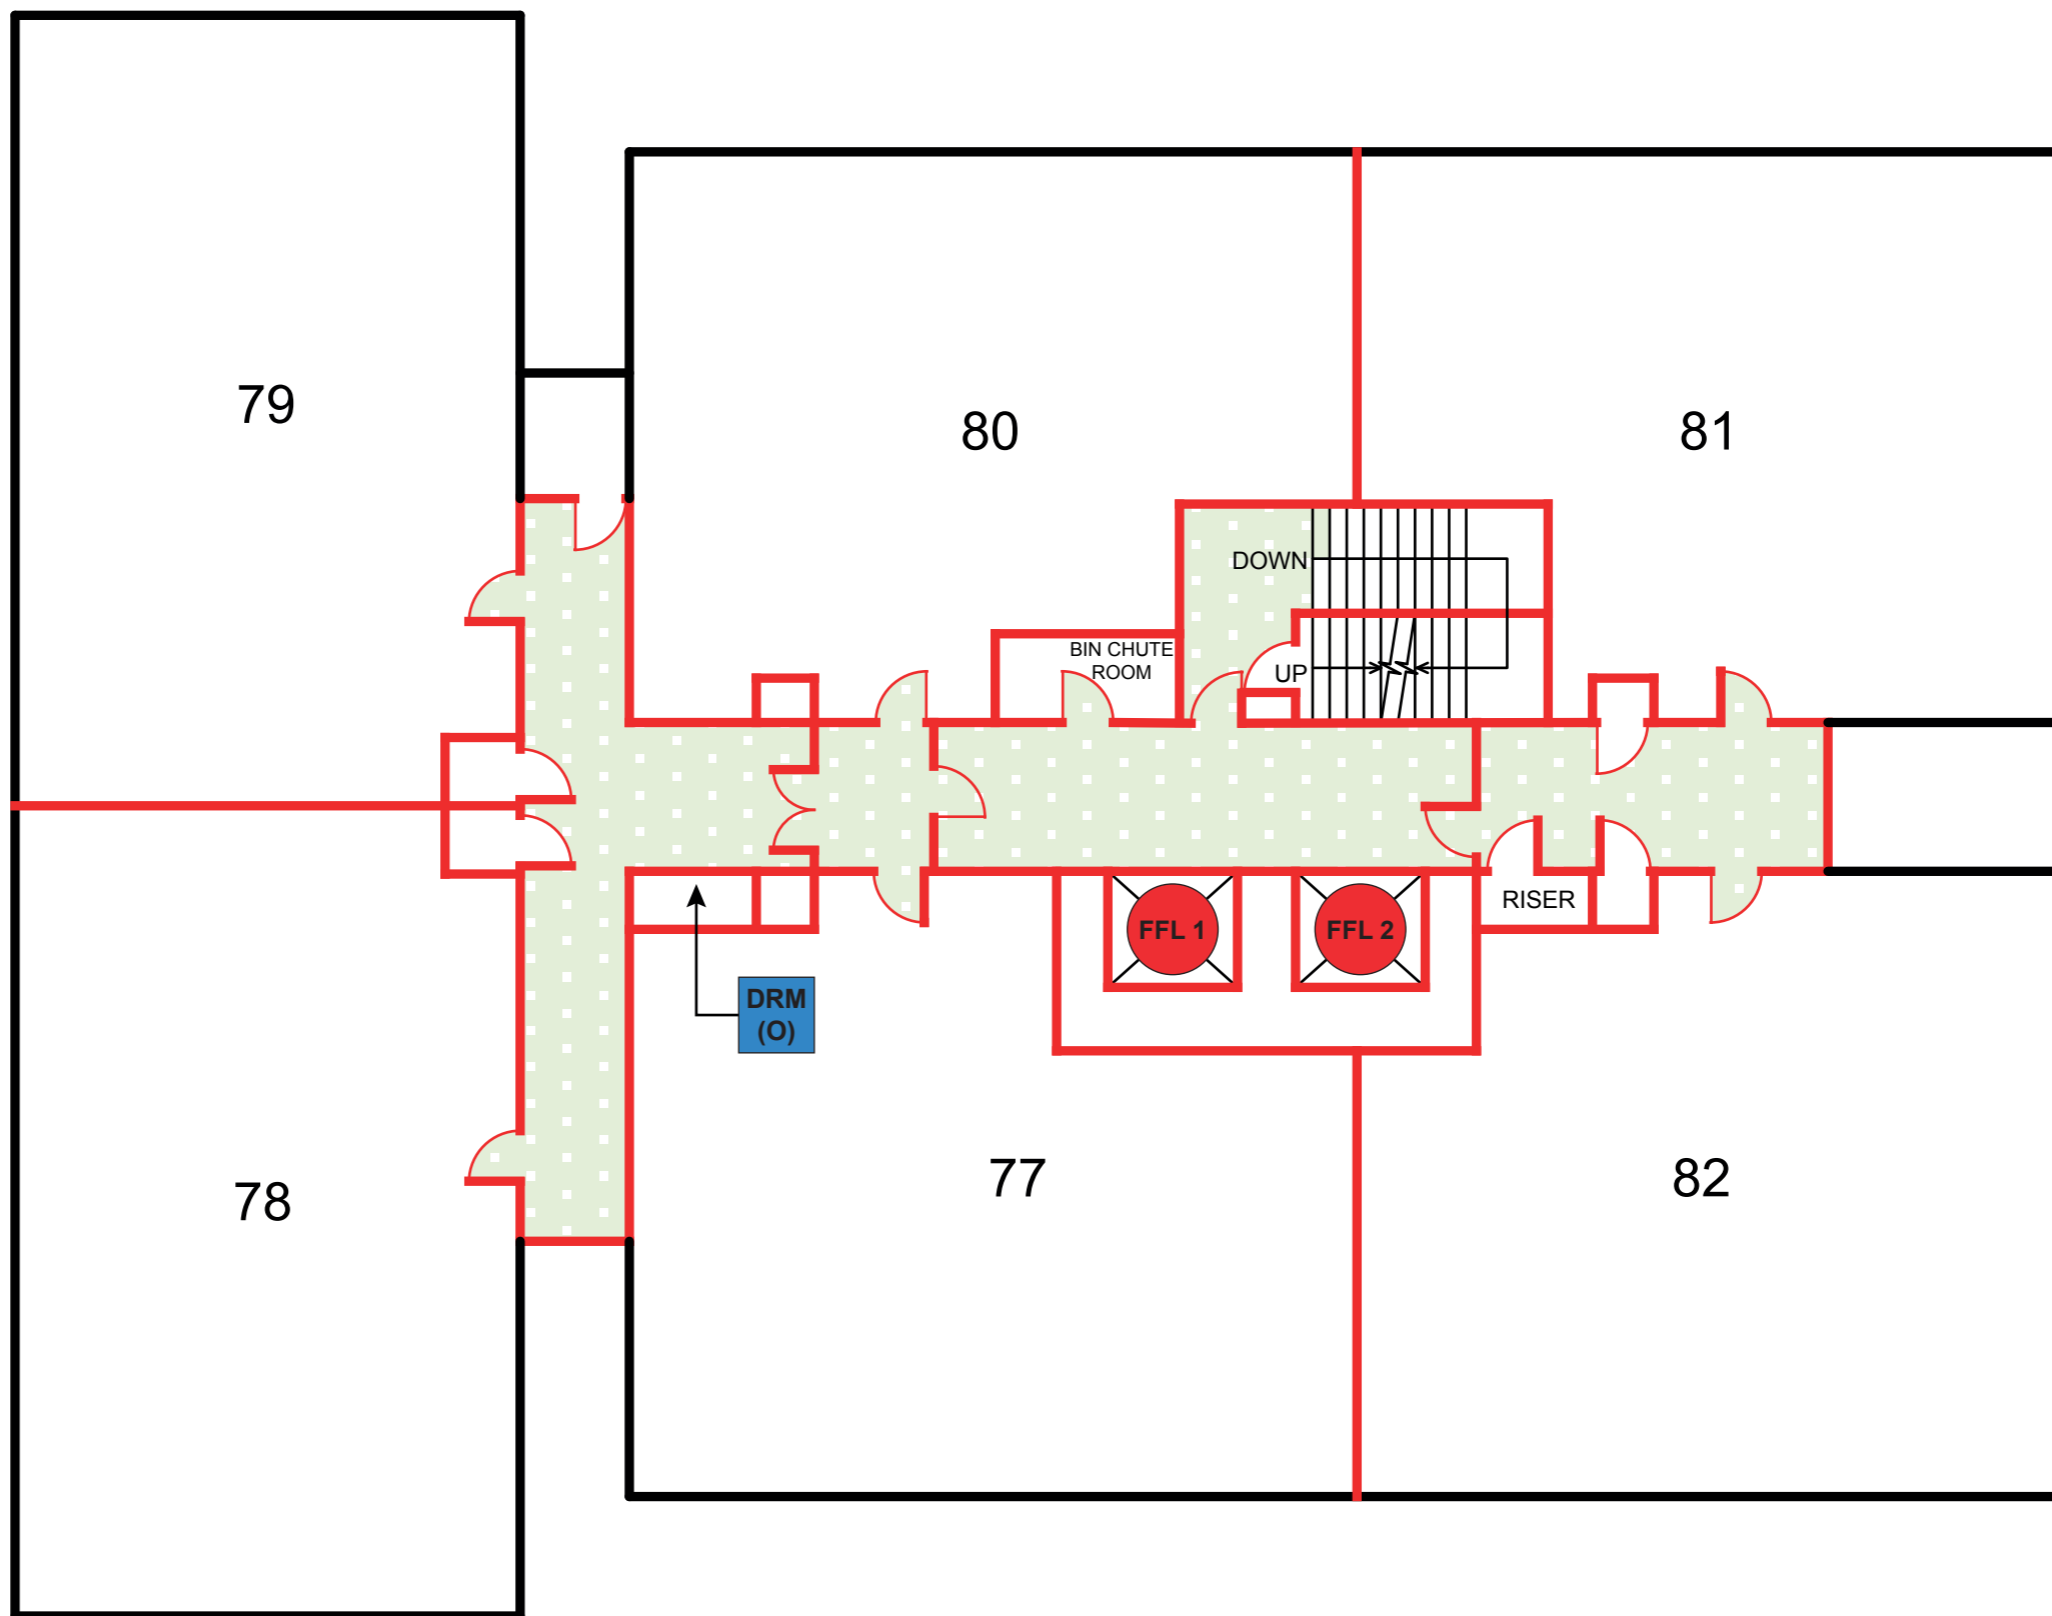 79
80
81
DOWN
BIN CHUTE
ROOM
UP
RISER
FFL 1
FFL 2
DRM
(O)
78
77
82